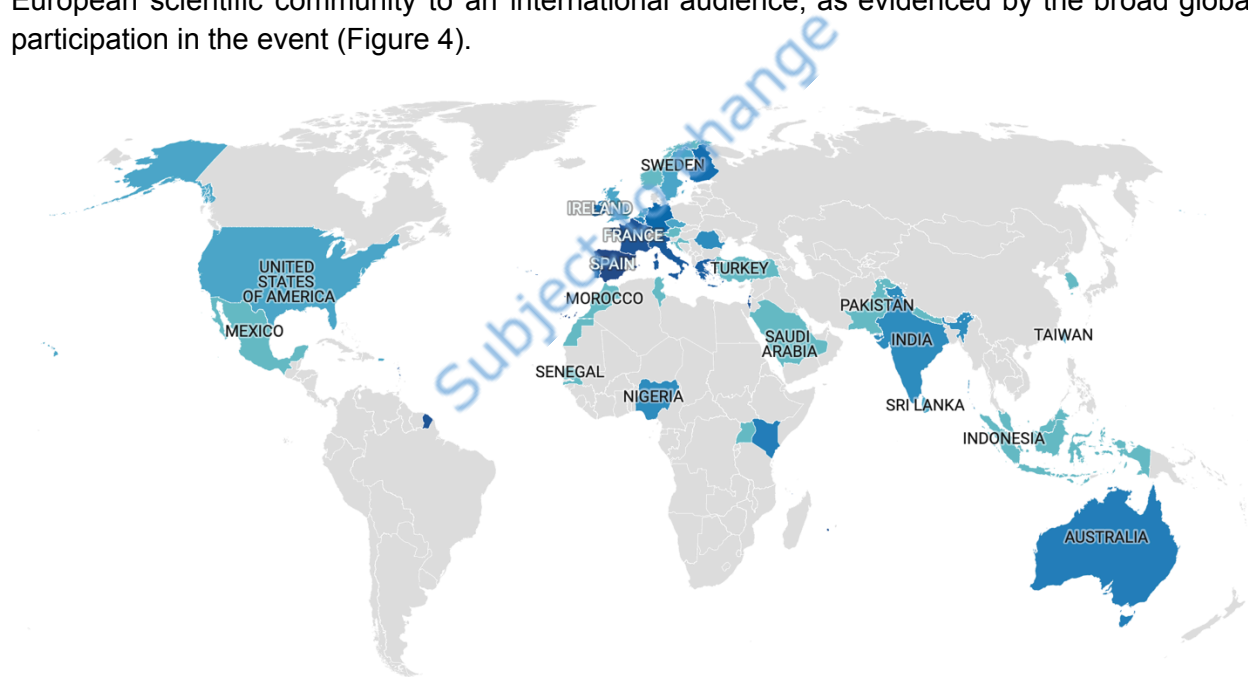 European scientific community to an international audience, as evidenced by the broad global
participation in the event (Figure 4).
Subject to change
SWEDEN
IRELAND
FRANCE
SPAIN
TURKEY
UNITED
STATES
OF AMERICA
MOROCCO
PAKISTAN
MEXICO
SAUDI
ARABIA
INDIA
TAIWAN
SENEGAL
NIGERIA
SRI LANKA
INDONESIA
AUSTRALIA